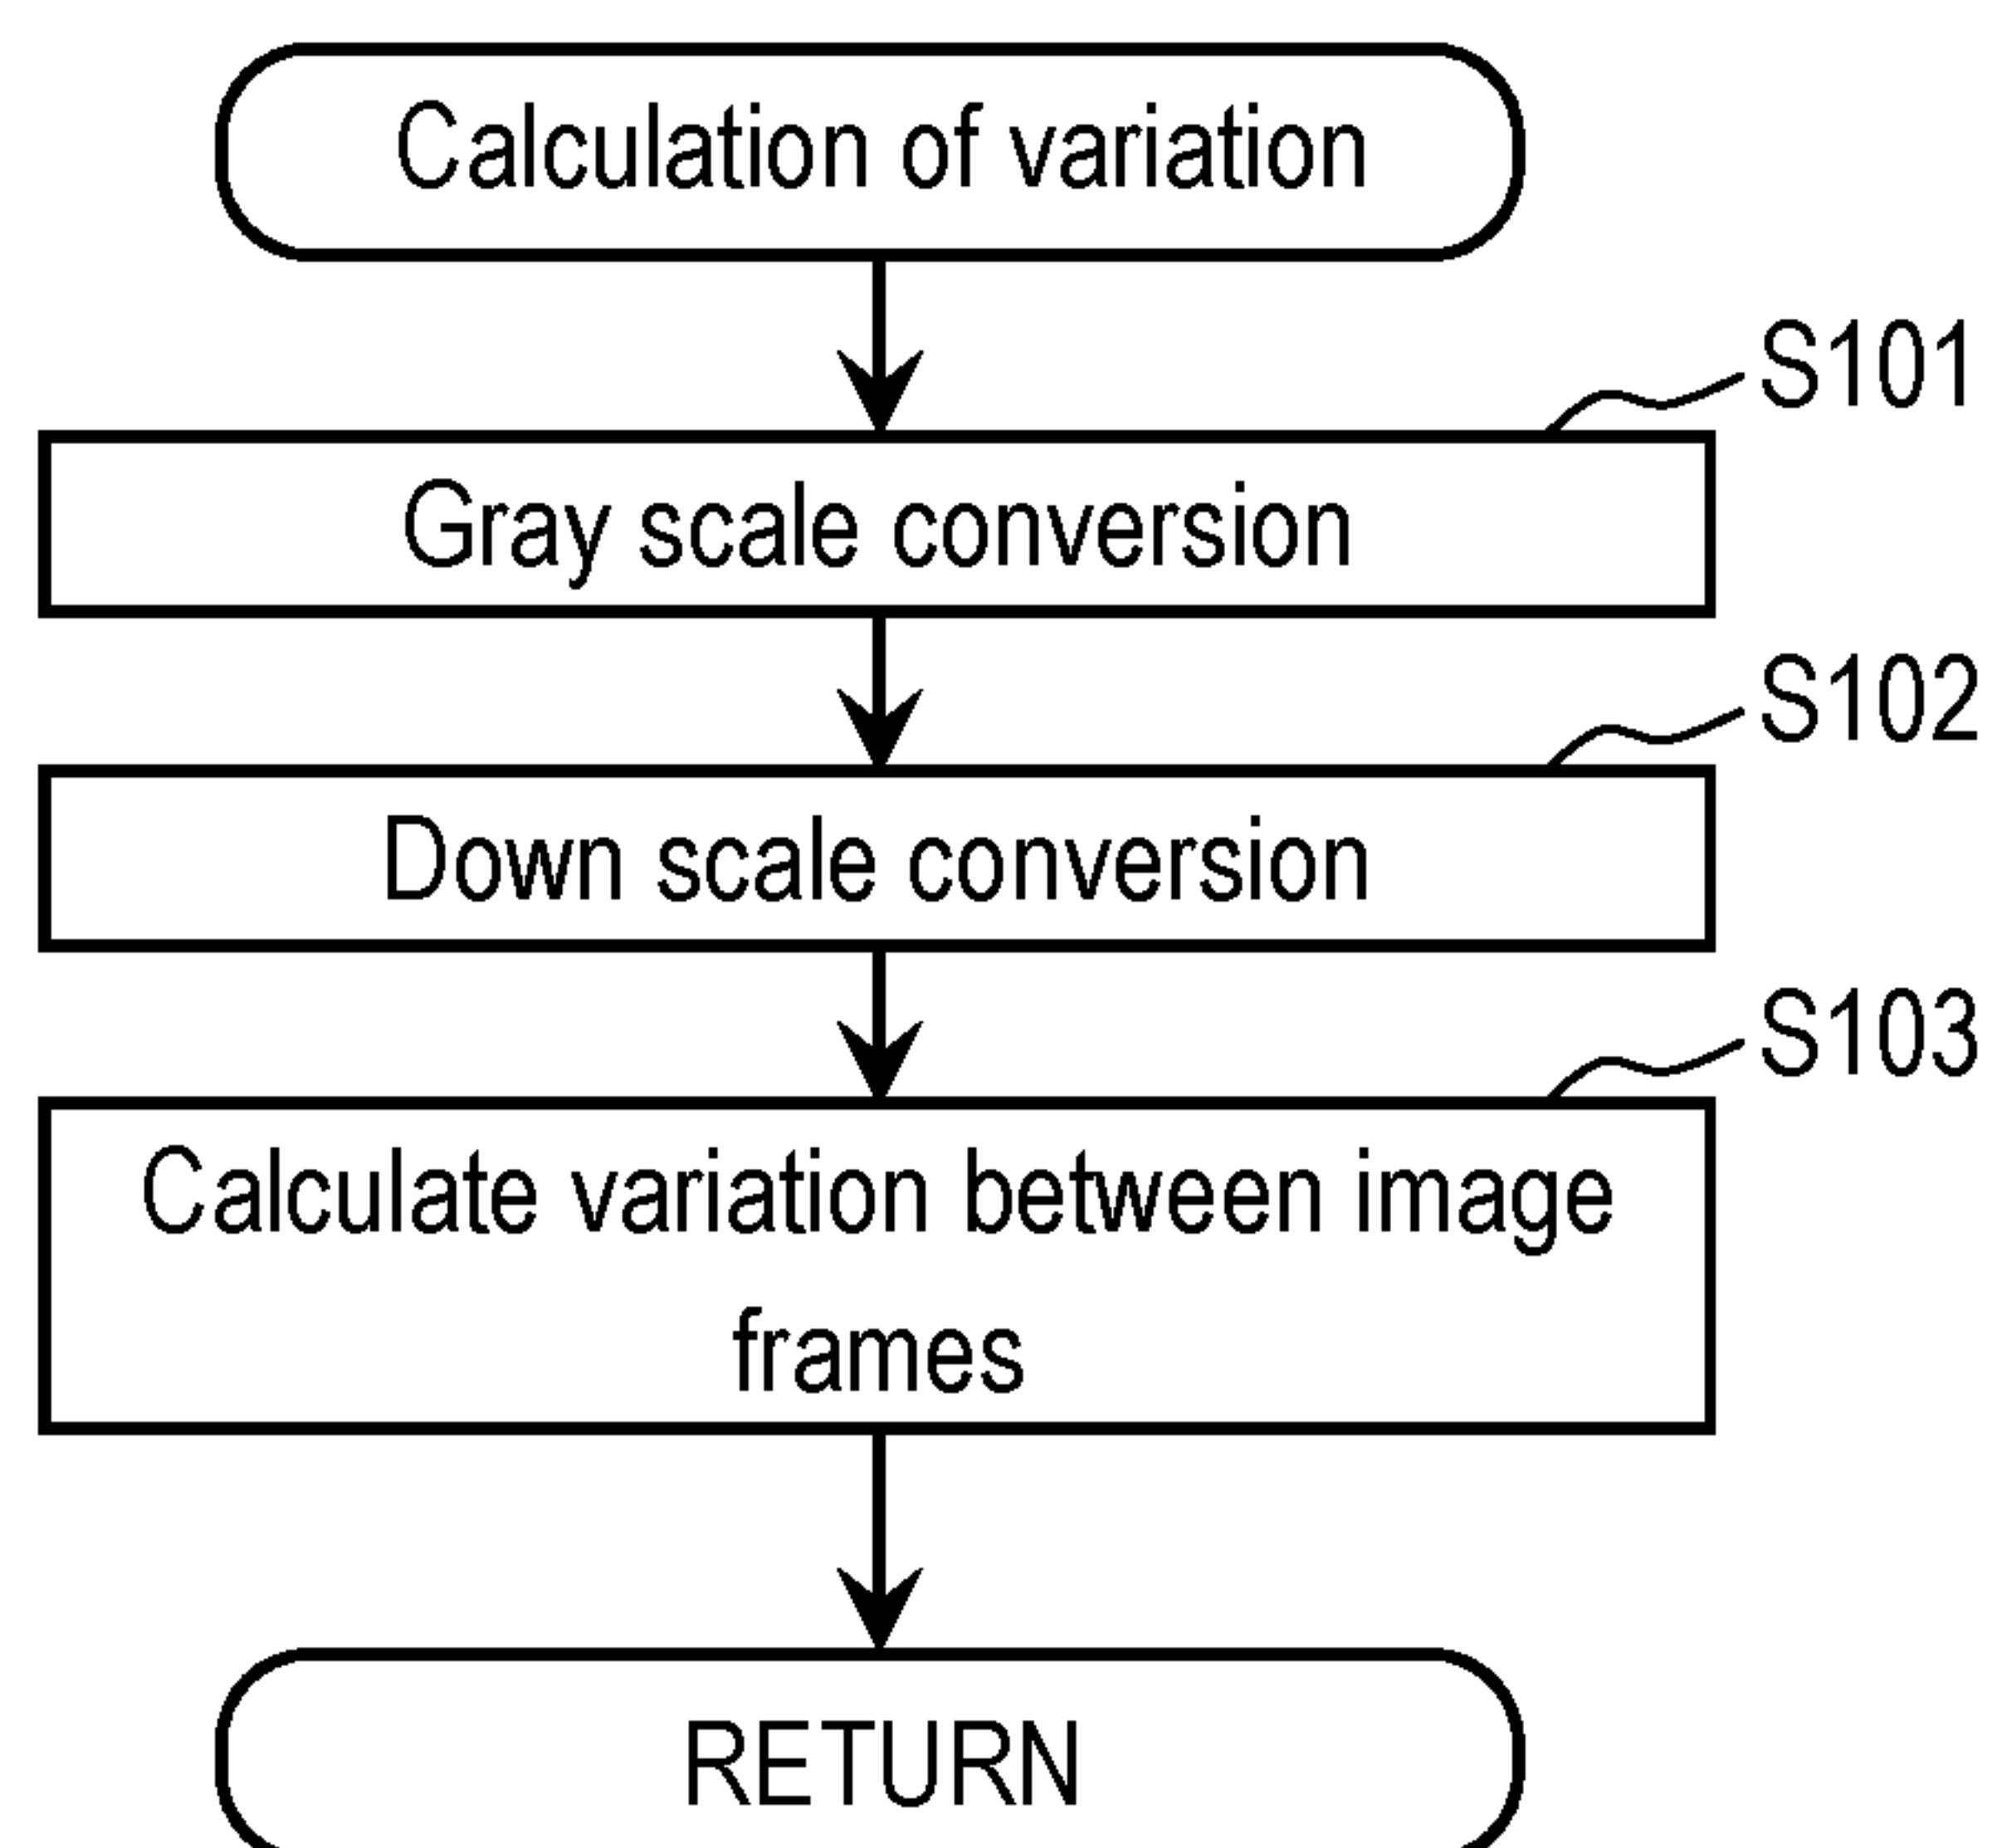 Calculation of variation
S101
Gray scale conversion
S102
Down scale conversion
S103
Calculate variation between image
frames
RETURN